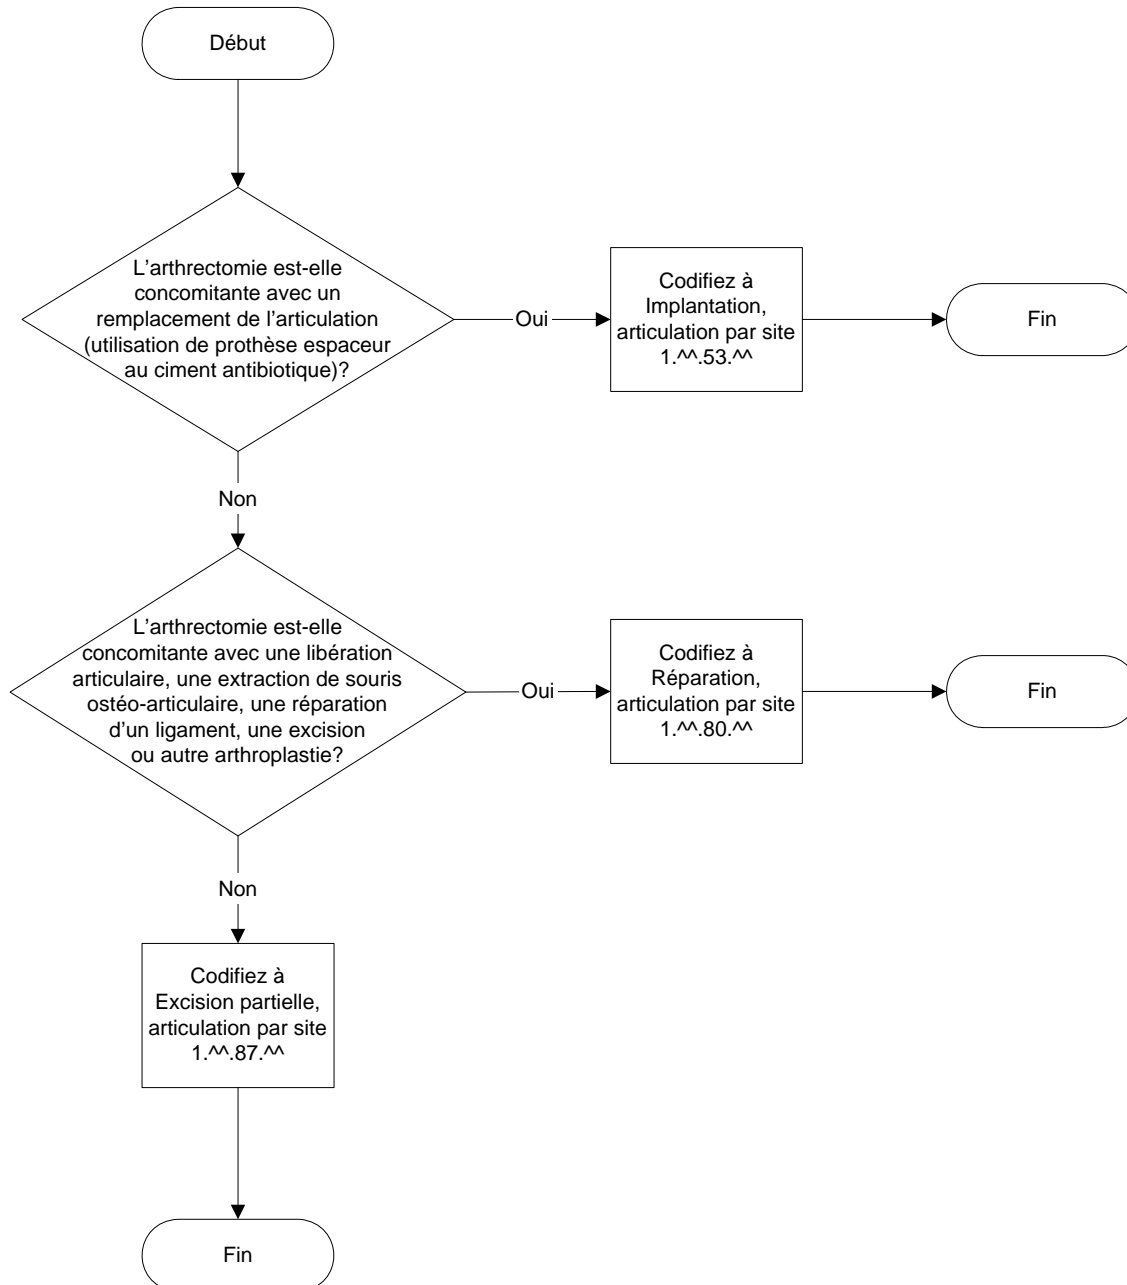 Début
L’arthrectomie est-elle
concomitante avec un
remplacement de l’articulation
(utilisation de prothèse espaceur
au ciment antibiotique)?
Oui
Codifiez à
Implantation,
articulation par site
1.^^.53.^^
Fin
Non
L’arthrectomie est-elle
concomitante avec une libération
articulaire, une extraction de souris
ostéo-articulaire, une réparation
d’un ligament, une excision
ou autre arthroplastie?
Oui
Codifiez à
Réparation,
articulation par site
1.^^.80.^^
Fin
Non
Codifiez à
Excision partielle,
articulation par site
1.^^.87.^^
Fin